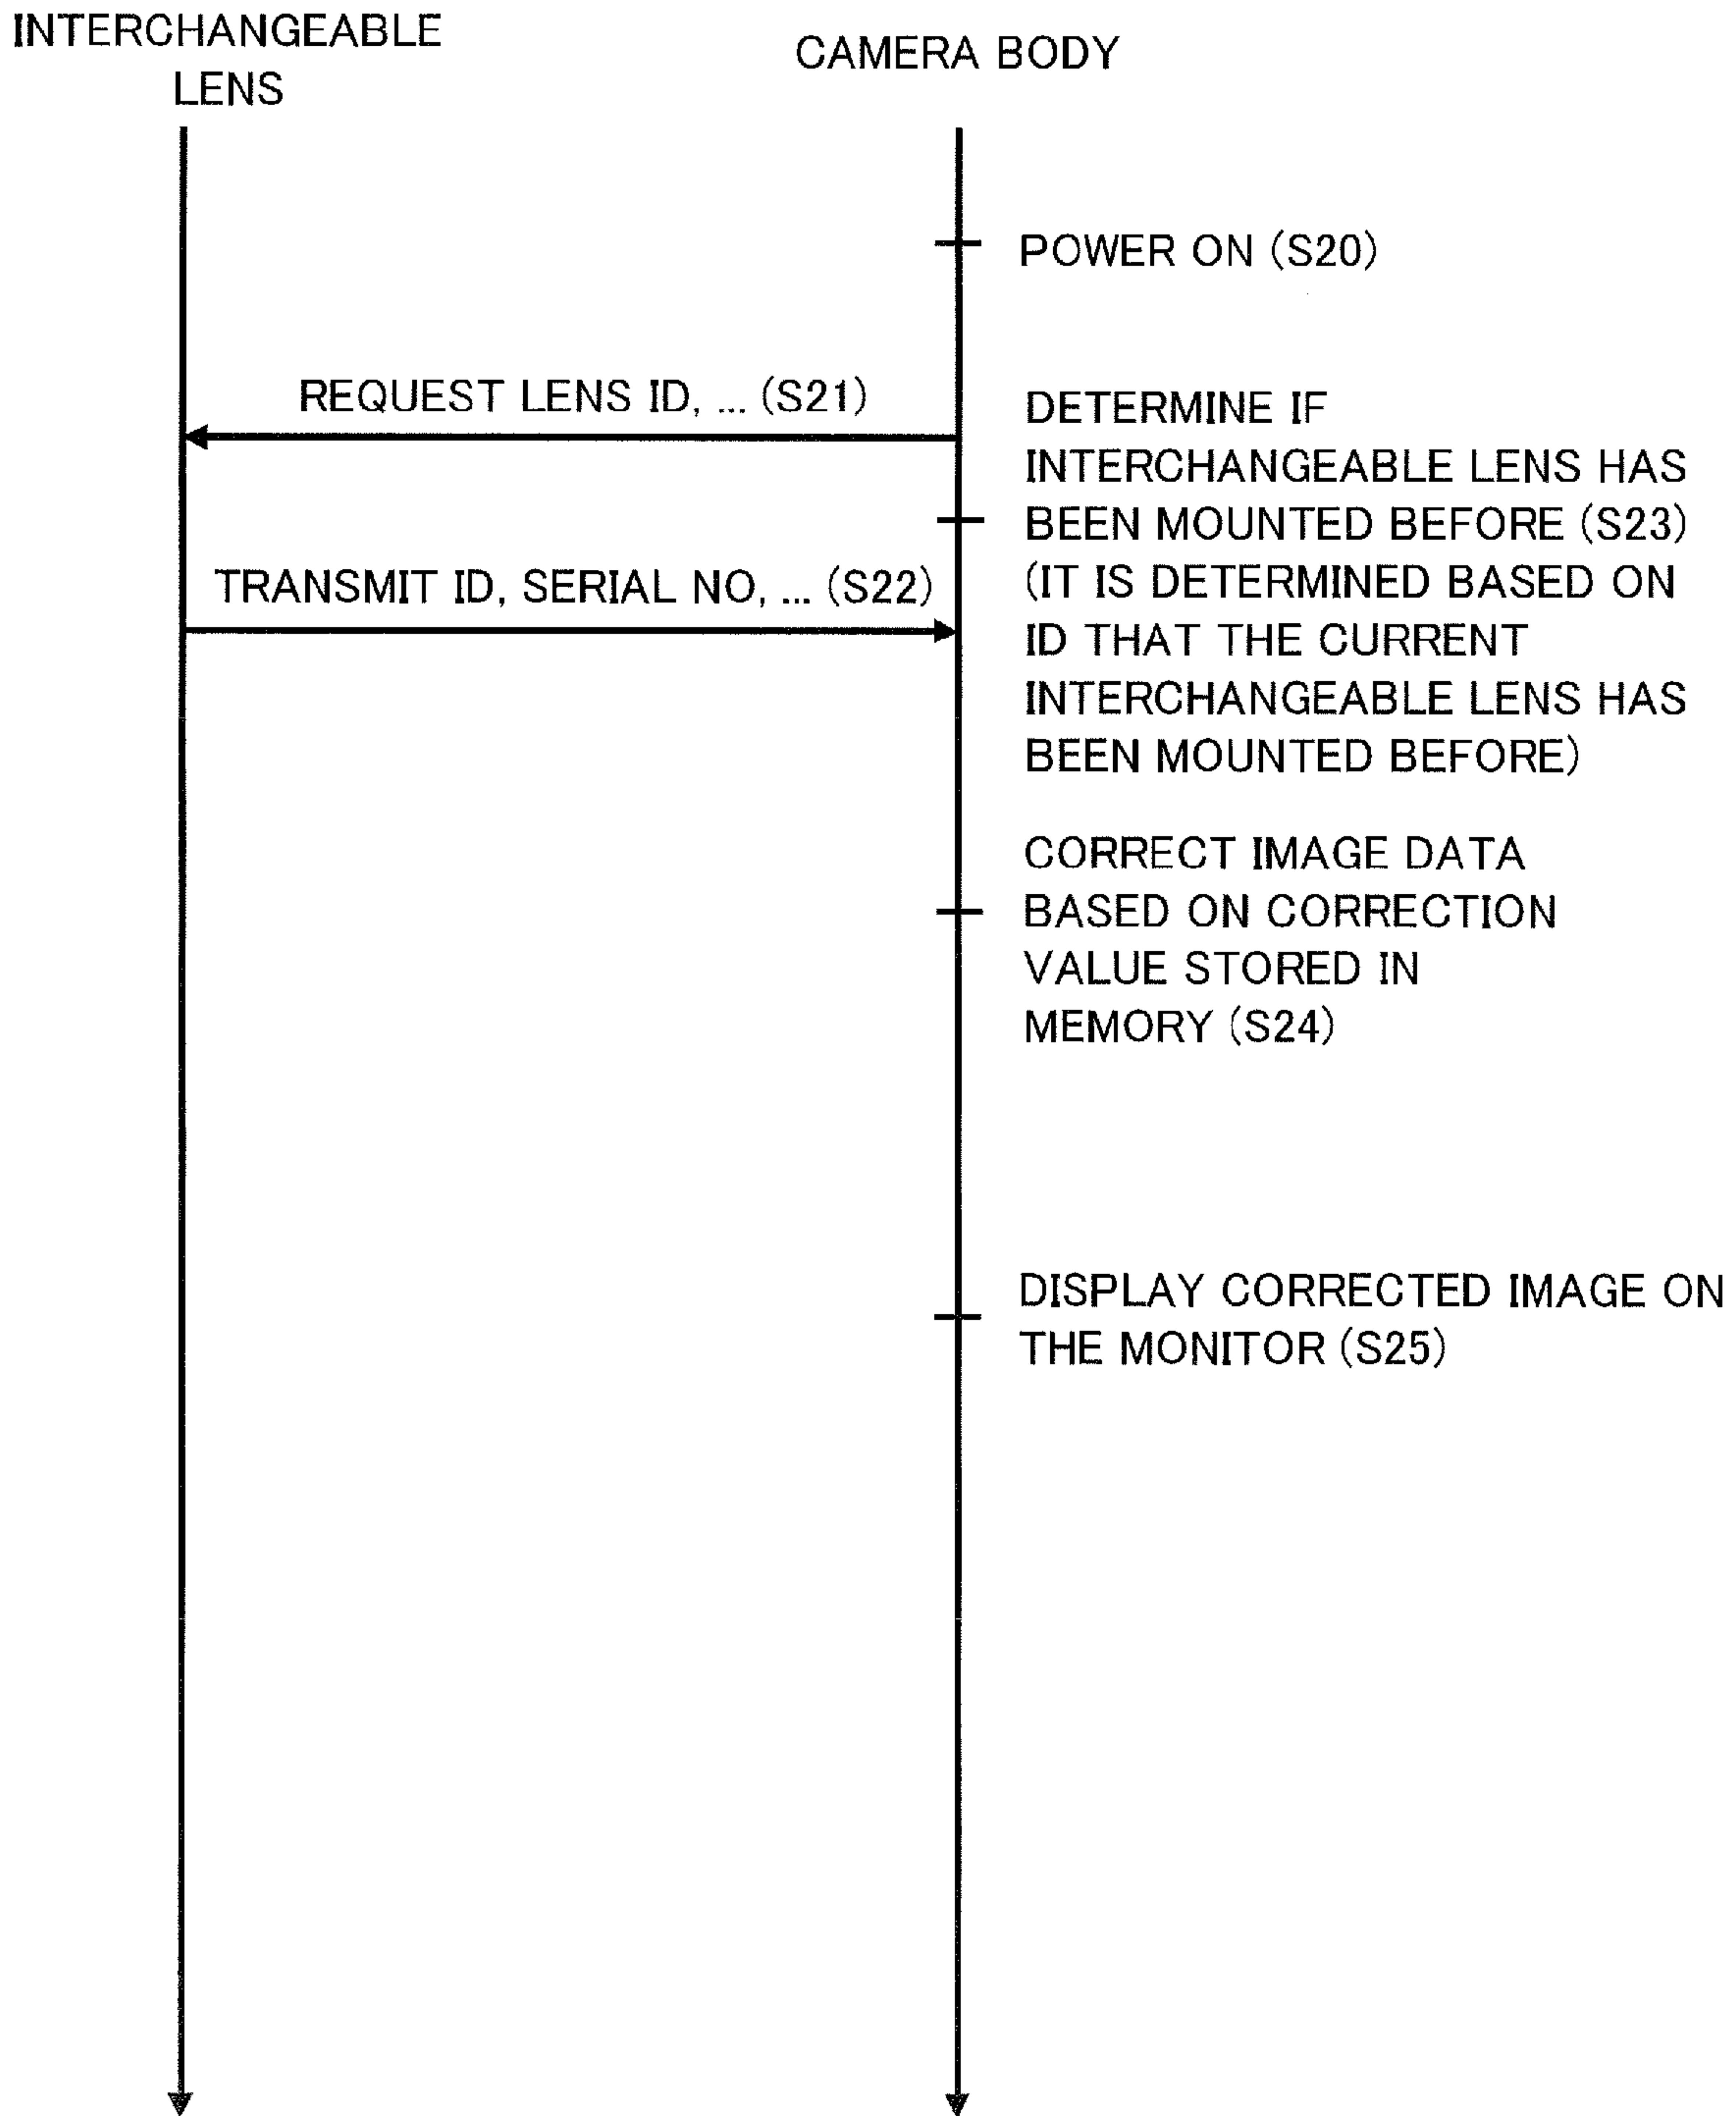 INTERCHANGEABLE
LENS
CAMERA BODY
POWER ON (S20)
REQUEST LENS ID, ... (S21)
DETERMINE IF
INTERCHANGEABLE LENS HAS
BEEN MOUNTED BEFORE (S23)
(IT IS DETERMINED BASED ON
ID THAT THE CURRENT
INTERCHANGEABLE LENS HAS
BEEN MOUNTED BEFORE)
TRANSMIT ID, SERIAL NO, ... (S22)
CORRECT IMAGE DATA
BASED ON CORRECTION
VALUE STORED IN
MEMORY (S24)
DISPLAY CORRECTED IMAGE ON
THE MONITOR (S25)